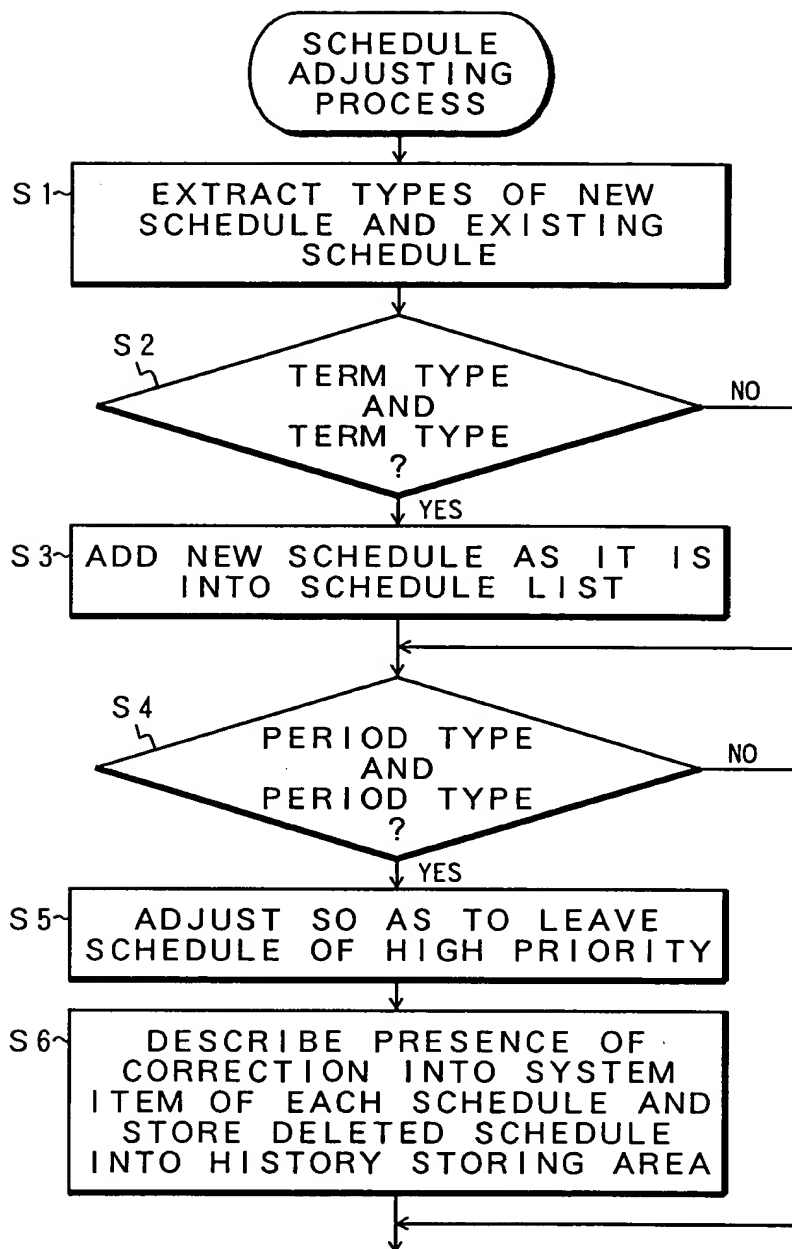 SCHEDULE
ADJUSTING
PROCESS
S1
EXTRACT TYPES OF NEW
SCHEDULE AND EXISTING
SCHEDULE
S2
TERM TYPE
AND
TERM TYPE
?
NO
YES
S3
ADD NEW SCHEDULE AS IT IS
INTO SCHEDULE LIST
S4
PERIOD TYPE
AND
PERIOD TYPE
?
NO
YES
S5
ADJUST SO AS TO LEAVE
SCHEDULE OF HIGH PRIORITY
S6
DESCRIBE PRESENCE OF
CORRECTION INTO SYSTEM
ITEM OF EACH SCHEDULE AND
STORE DELETED SCHEDULE
INTO HISTORY STORING AREA